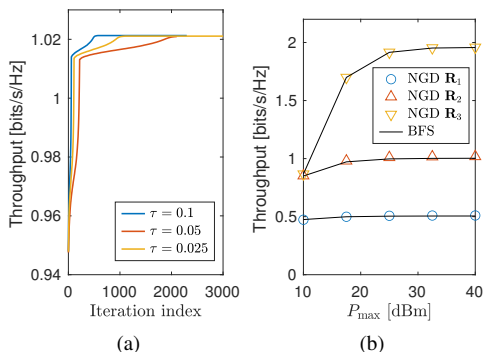 Throughput [bits/s/Hz]
1.02
1
0.98
0.96
0.94
τ = 0.1
τ = 0.05
τ = 0.025
0
1000
2000
3000
Iteration index
(a)
Throughput [bits/s/Hz]
2
1.5
1
0.5
0
NGD R₁
NGD R₂
NGD R₃
BFS
10
20
30
40
P_max [dBm]
(b)